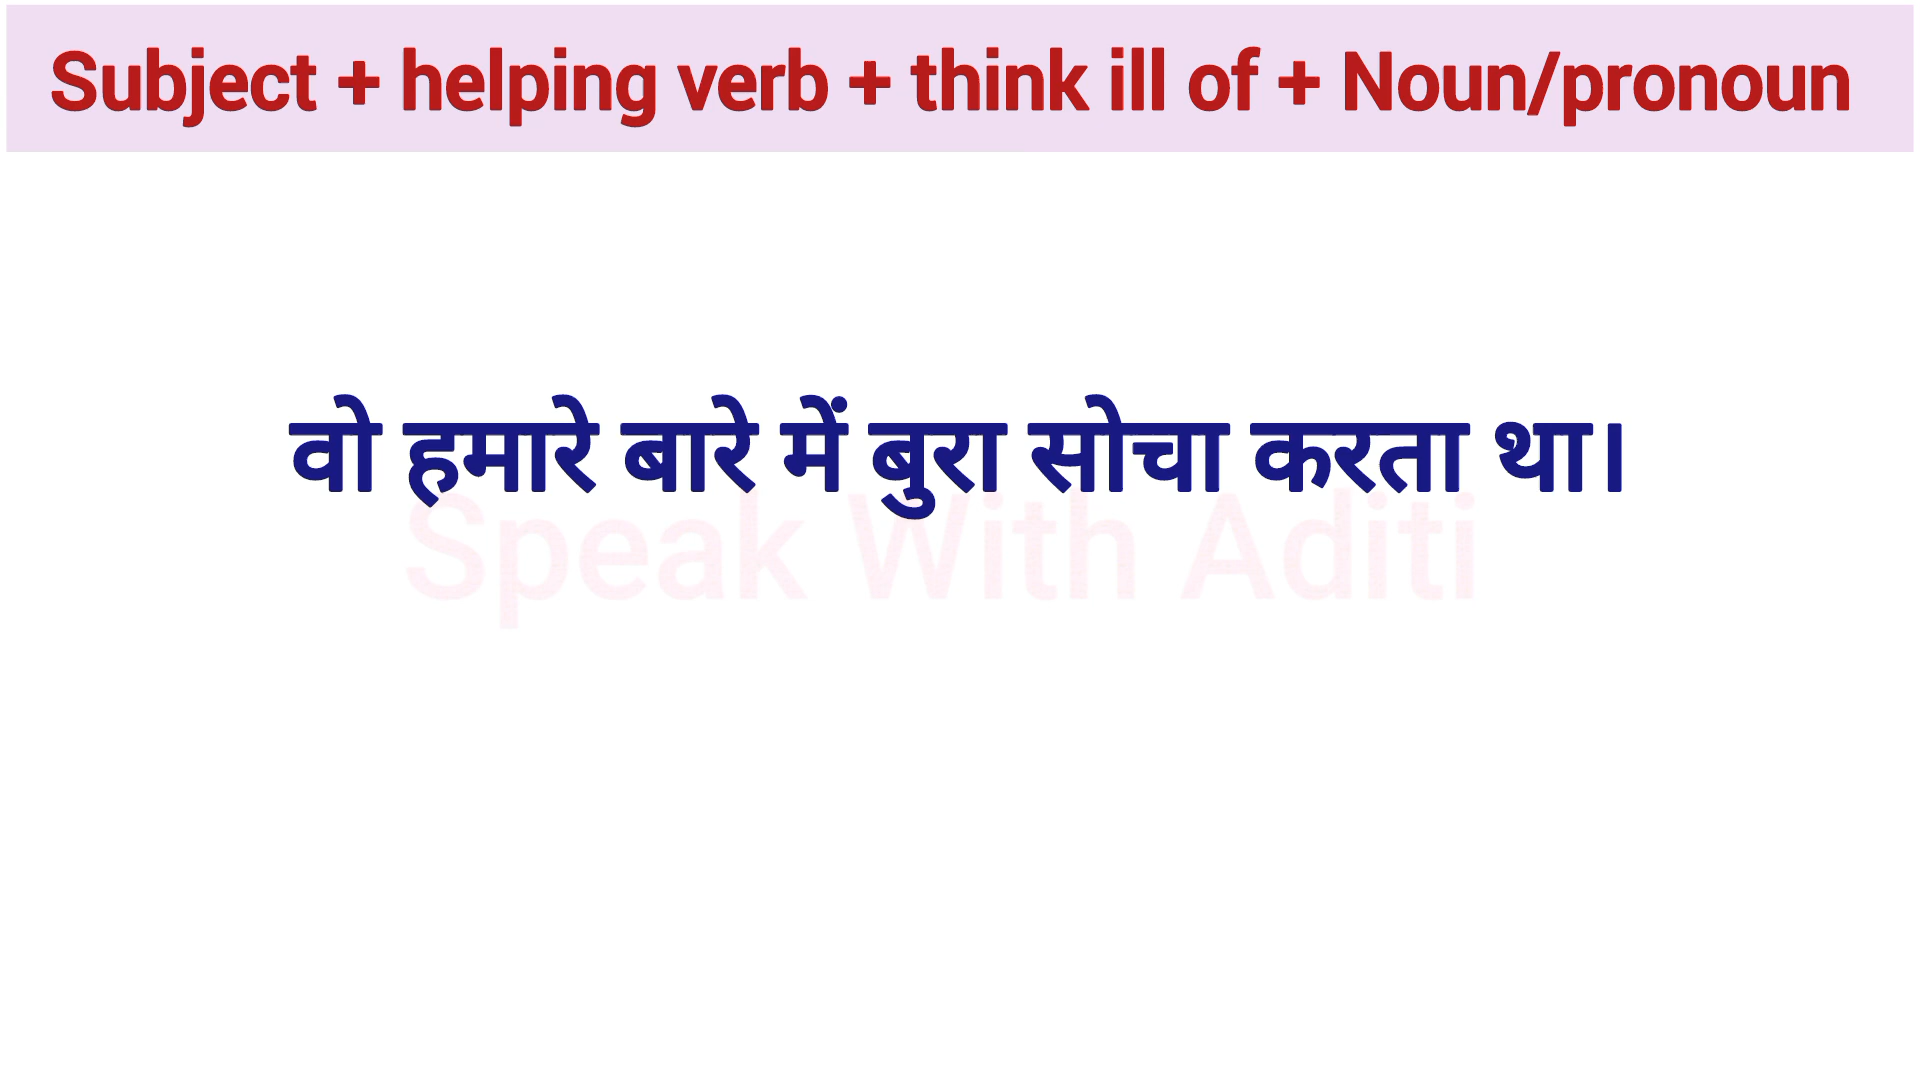 Subject + helping verb + think ill of + Noun/pronoun
वो हमारे बारे में बुरा सोचा करता था।
Speak With Aditi